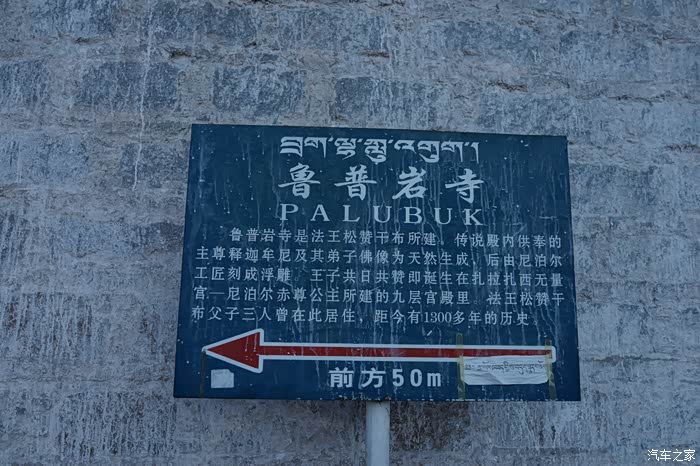 བྲག་ལྷ་ཀླུ་འཕུག །
鲁普岩寺
PALUBUK
鲁普岩寺是法王松赞干布所建，传说殿内供奉的
主尊释迦牟尼及其弟子佛像为天然生成，后由尼泊尔
工匠刻成浮雕。王子共日共赞即诞生在扎拉扎西无量
宫—尼泊尔赤尊公主所建的九层宫殿里。法王松赞干
布父子三人曾在此居住，距今有1300多年的历史。
前方50m
汽车之家